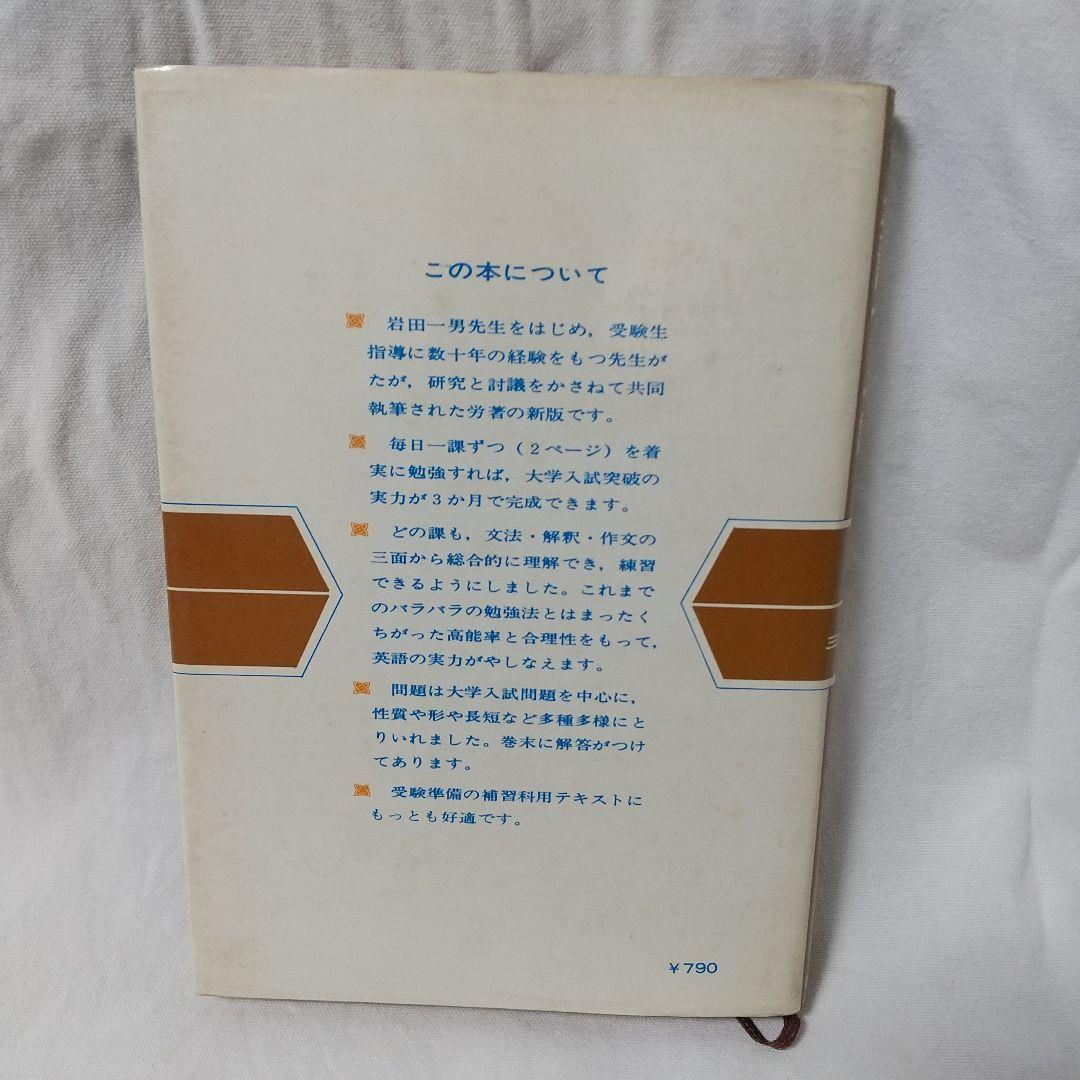 この本について
岩田一男先生をはじめ，受験生
指導に数十年の経験をもつ先生が
たが，研究と討議をかさねて共同
執筆された労著の新版です。
毎日一課ずつ（2ページ）を着
実に勉強すれば，大学入試突破の
実力が3か月で完成できます。
どの課も，文法・解釈・作文の
三面から総合的に理解でき，練習
できるようにしました。これまで
のバラバラの勉強法とはまったく
ちがった高能率と合理性をもって，
英語の実力がやしなえます。
問題は大学入試問題を中心に，
性質や形や長短など多種多様にと
りいれました。巻末に解答がつけ
てあります。
受験準備の補習科用テキストに
もっとも好適です。
¥790
三